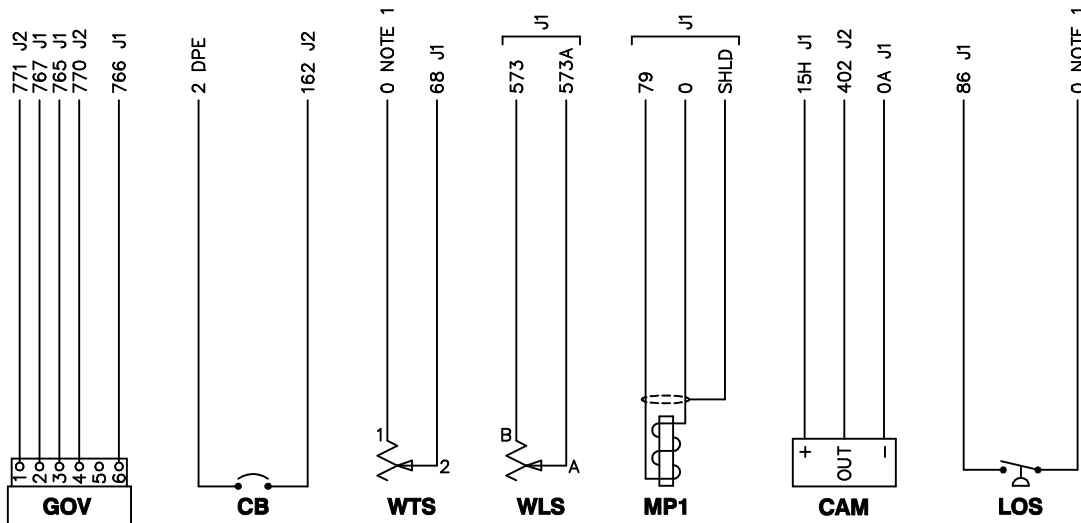 771 J2
767 J1
765 J1
770 J2
766 J1
2 DPE
162 J2
0 NOTE 1
68 J1
J1
573
573A
J1
79
0
SHLD
15H J1
402 J2
0A J1
86 J1
0 NOTE 1
1
2
3
4
5
6
GOV
CB
1
2
WTS
B
A
WLS
MP1
+
OUT
-
CAM
LOS